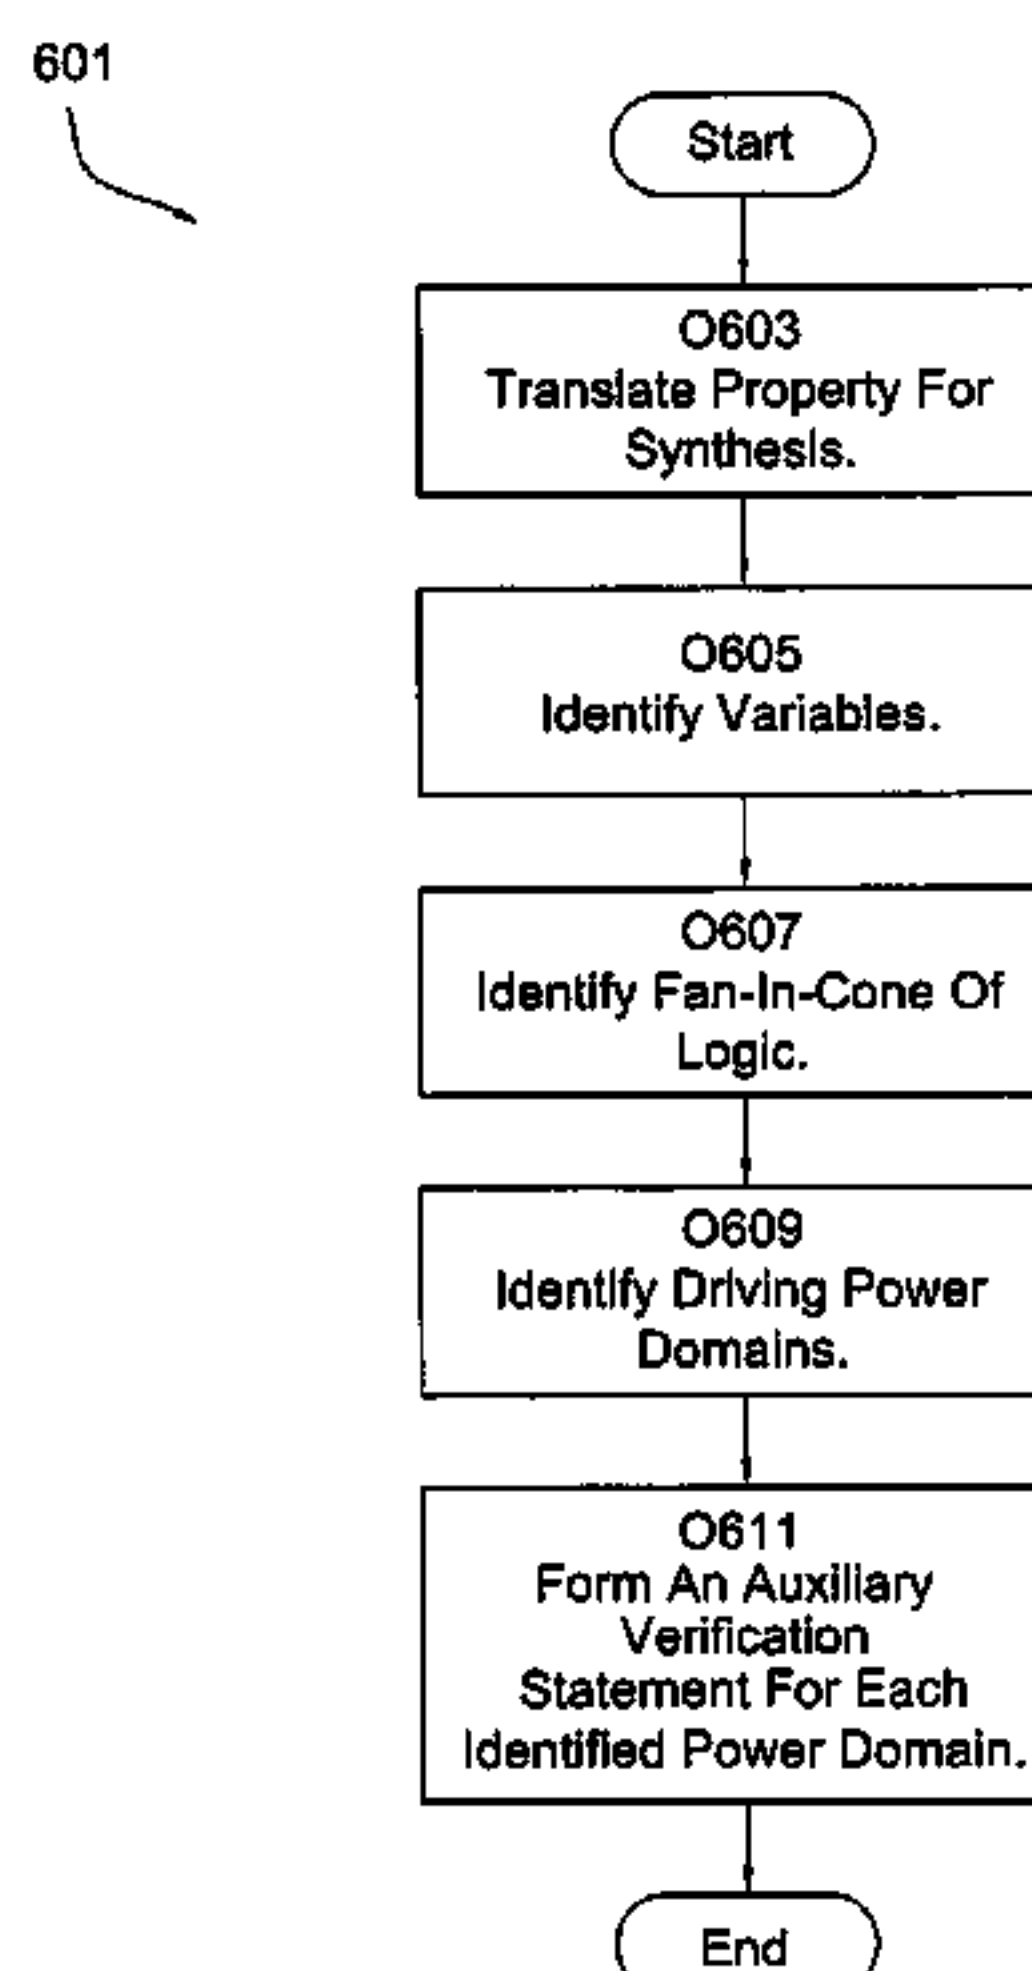 601
Start
O603
Translate Property For
Synthesis.
O605
Identify Variables.
O607
Identify Fan-In-Cone Of
Logic.
O609
Identify Driving Power
Domains.
O611
Form An Auxiliary
Verification
Statement For Each
Identified Power Domain.
End